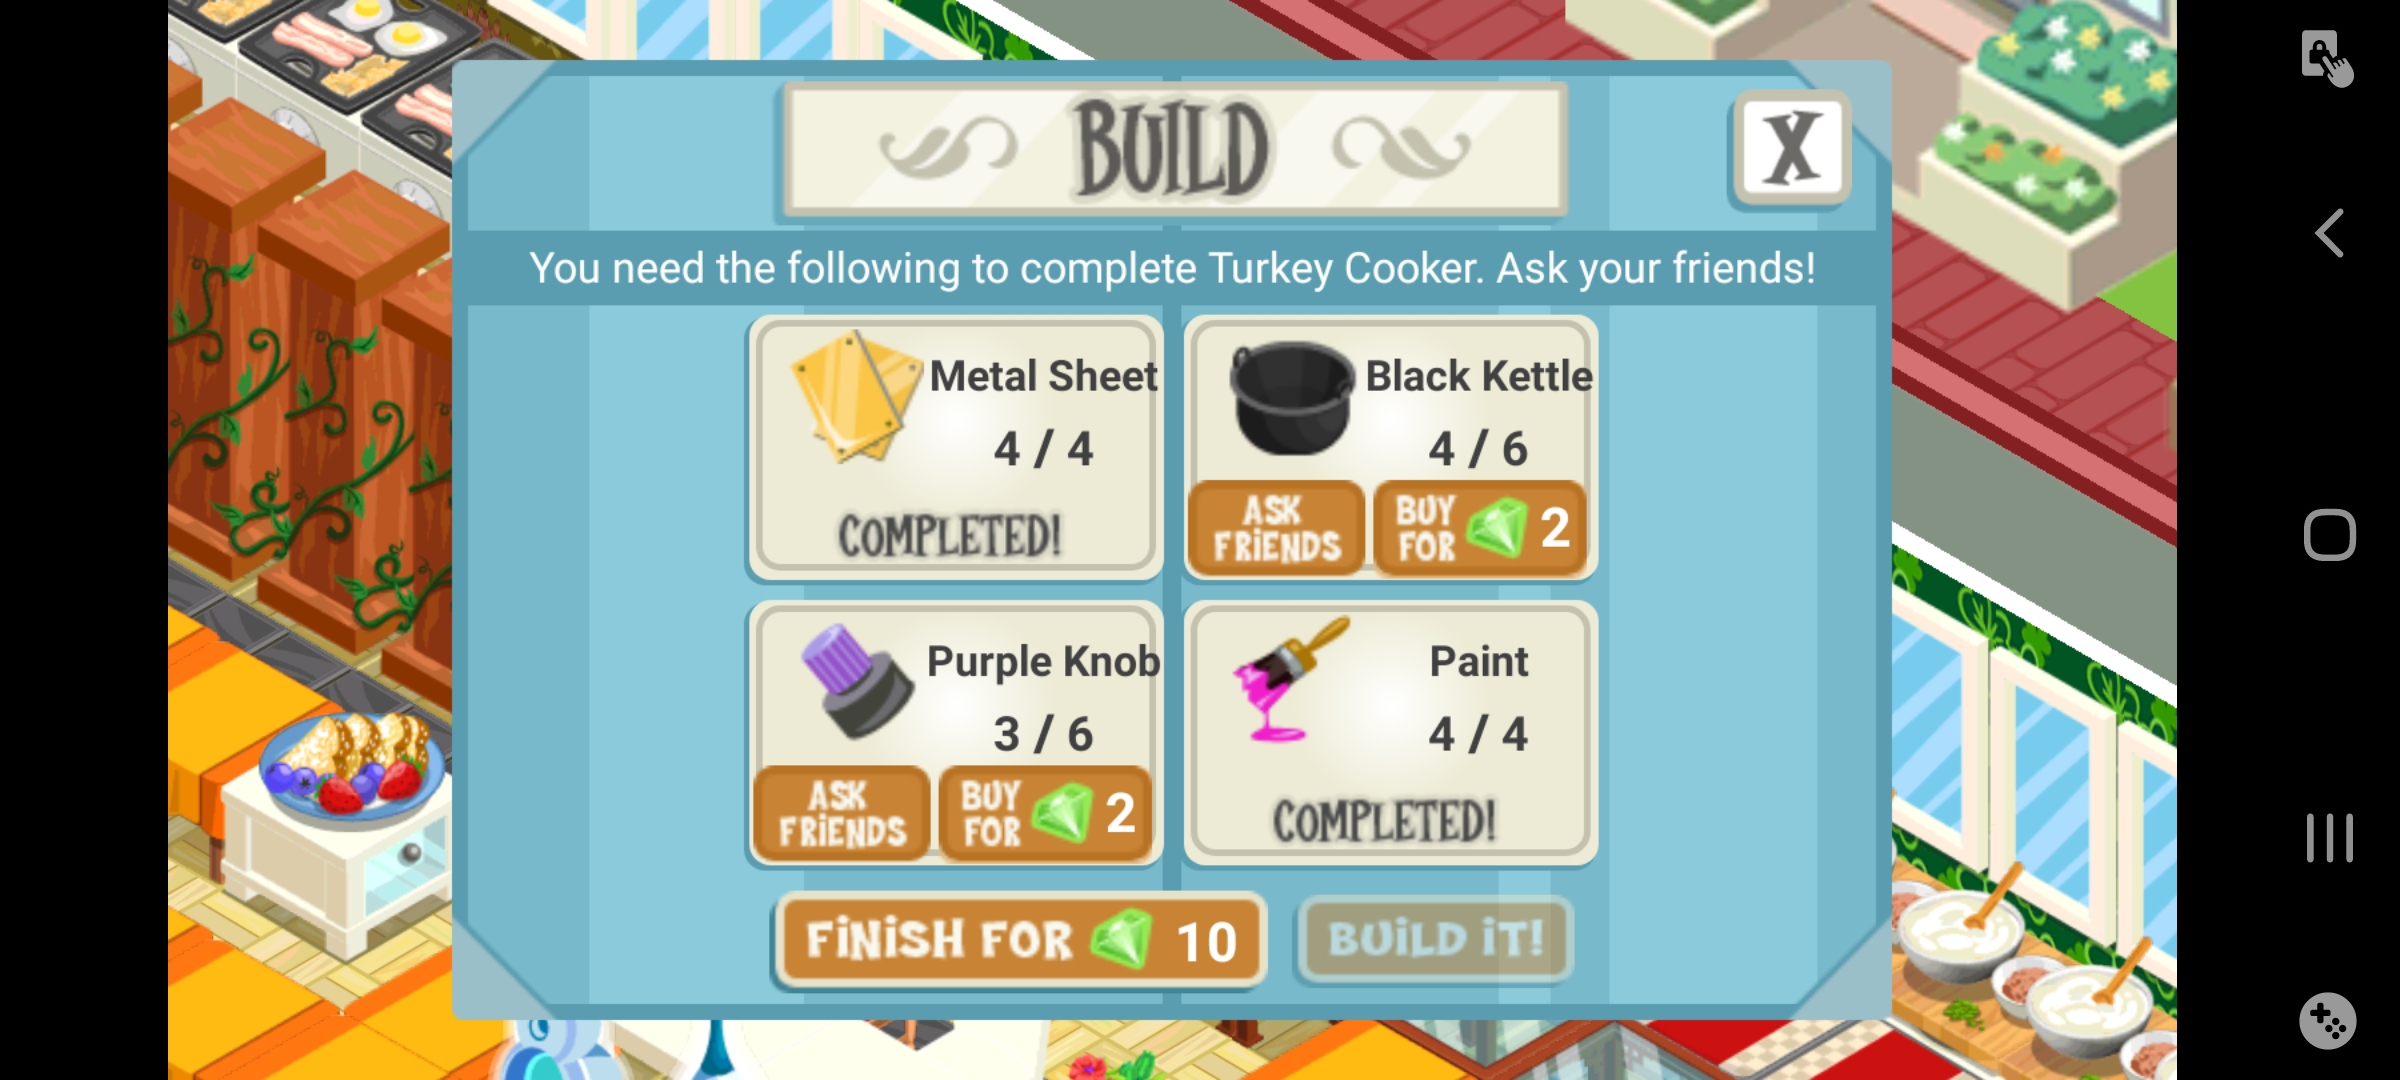 BUILD
X
You need the following to complete Turkey Cooker. Ask your friends!
Metal Sheet
4 / 4
COMPLETED!
Black Kettle
4 / 6
ASK
FRiENDS
BUY
FOR
2
Purple Knob
3 / 6
ASK
FRiENDS
BUY
FOR
2
Paint
4 / 4
COMPLETED!
FiNiSH FOR 10
BUiLD iT!